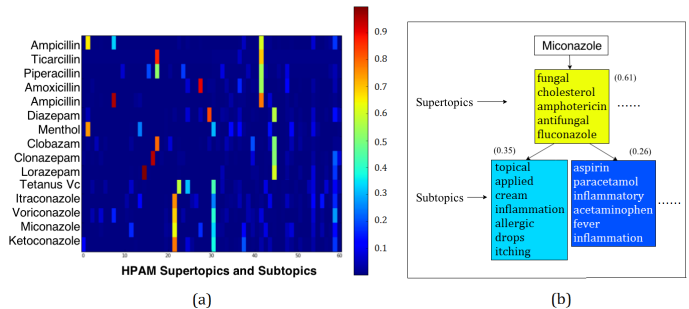 Ampicillin
Ticarcillin
Piperacillin
Amoxicillin
Ampicillin
Diazepam
Menthol
Clobazam
Clonazepam
Lorazepam
Tetanus Vc
Itraconazole
Voriconazole
Miconazole
Ketoconazole
0 10 20 30 40 50 60
HPAM Supertopics and Subtopics
0.9
0.8
0.7
0.6
0.5
0.4
0.3
0.2
0.1
(a)
Miconazole
Supertopics
fungal
cholesterol
amphotericin
antifungal
fluconazole
(0.61)
......
(0.35)
(0.26)
Subtopics
topical
applied
cream
inflammation
allergic
drops
itching
aspirin
paracetamol
inflammatory
acetaminophen
fever
inflammation
......
(b)